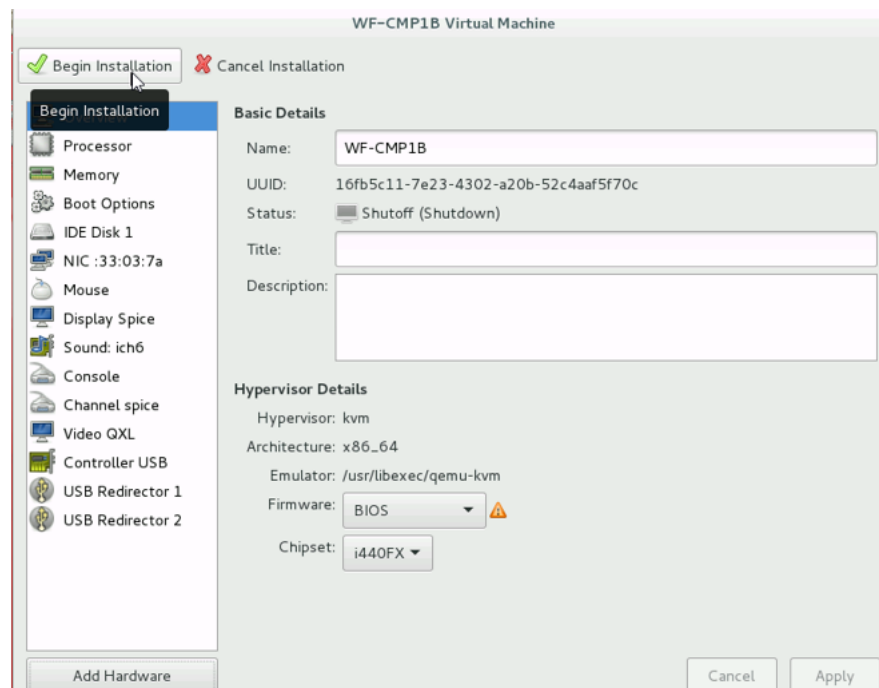 WF-CMP1B Virtual Machine
Begin Installation
Cancel Installation
Begin Installation
Processor
Memory
Boot Options
IDE Disk 1
NIC :33:03:7a
Mouse
Display Spice
Sound: ich6
Console
Channel spice
Video QXL
Controller USB
USB Redirector 1
USB Redirector 2
Add Hardware
Basic Details
Name: WF-CMP1B
UUID: 16fb5c11-7e23-4302-a20b-52c4aaf5f70c
Status: Shutoff (Shutdown)
Title:
Description:
Hypervisor Details
Hypervisor: kvm
Architecture: x86_64
Emulator: /usr/libexec/qemu-kvm
Firmware: BIOS
Chipset: i440FX
Cancel
Apply